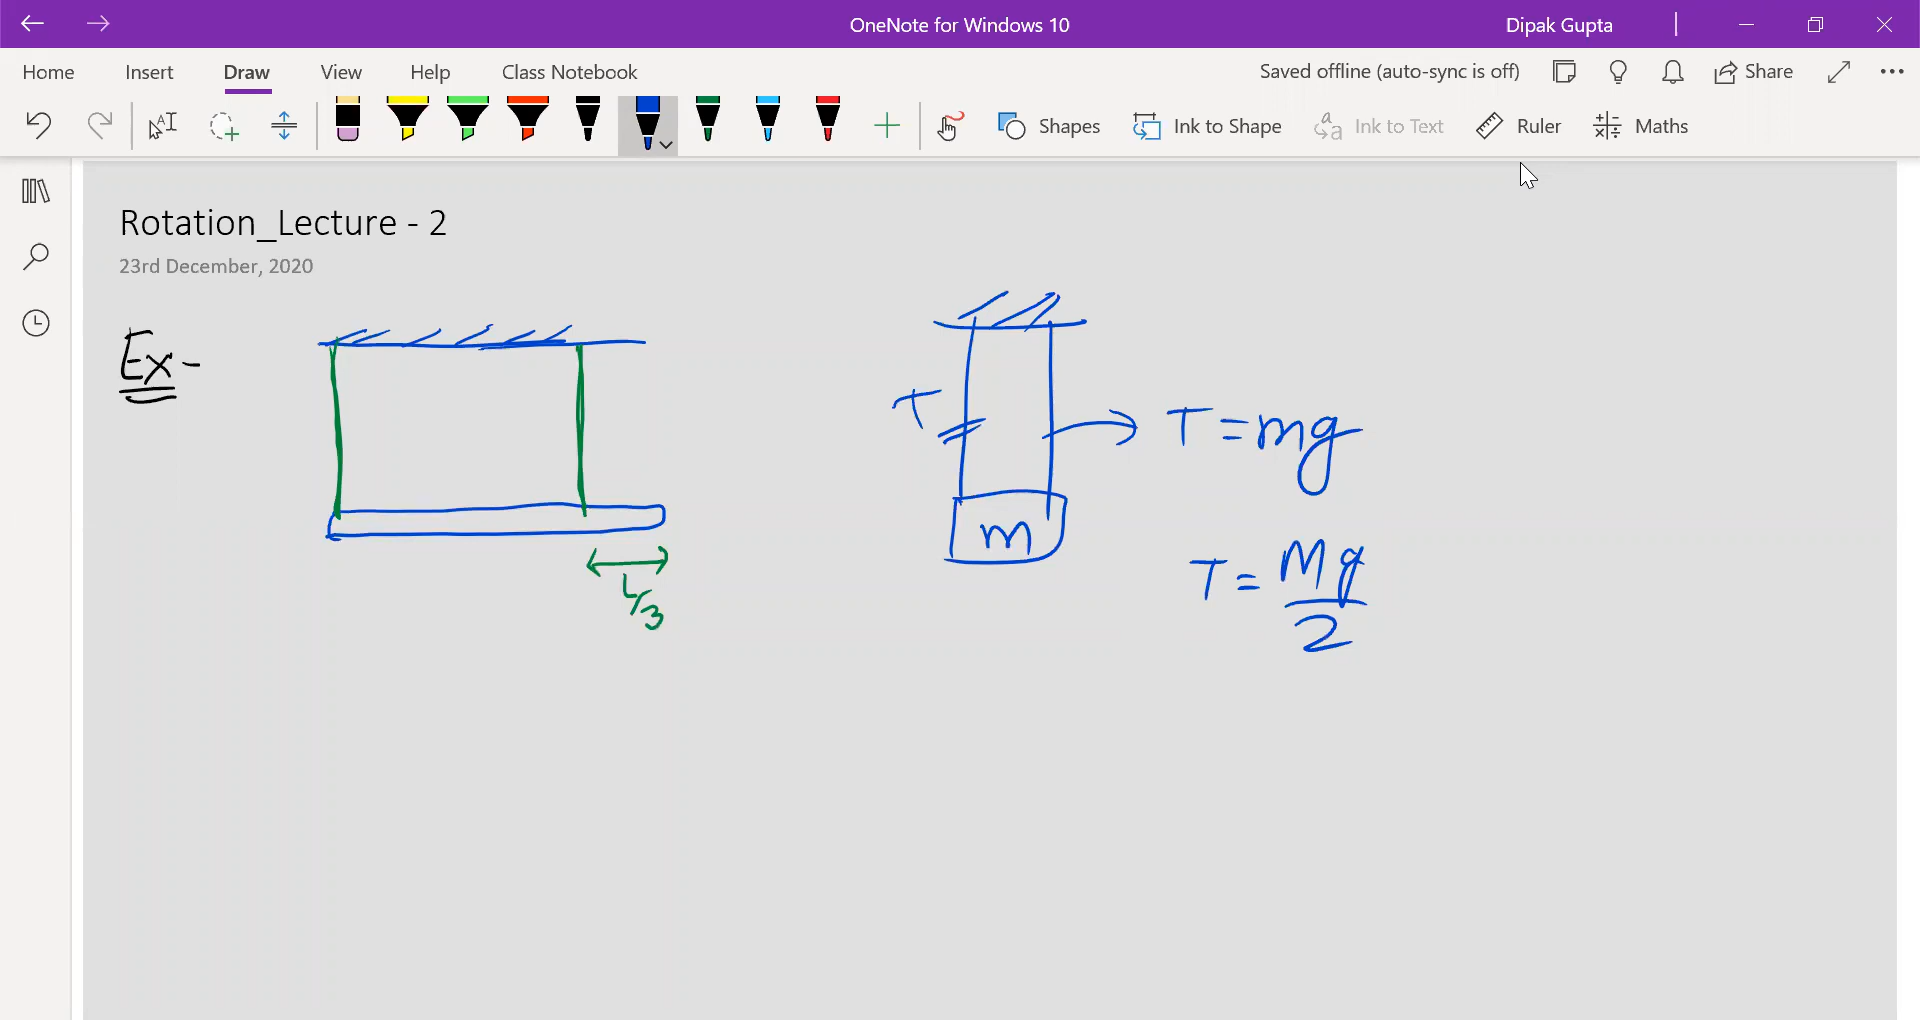 OneNote for Windows 10
Dipak Gupta
Home Insert Draw View Help Class Notebook
Saved offline (auto-sync is off)
Share
Shapes
Ink to Shape
Ink to Text
Ruler
Maths
Rotation_Lecture - 2
23rd December, 2020
Ex -
L/3
T
m
T = mg
T = Mg/2